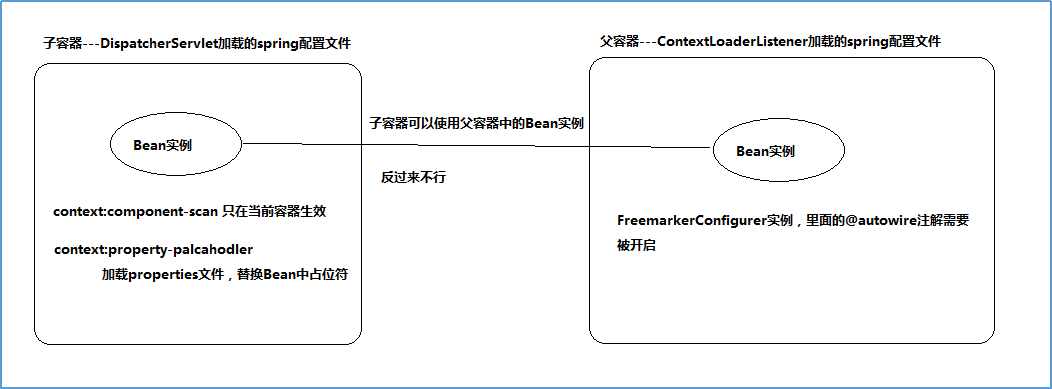 子容器---DispatcherServlet加载的spring配置文件
父容器---ContextLoaderListener加载的spring配置文件
子容器可以使用父容器中的Bean实例
Bean实例
Bean实例
反过来不行
context:component-scan 只在当前容器生效
FreemarkerConfigurer实例，里面的@autowire注解需要
被开启
context:property-palcahodler
加载properties文件，替换Bean中占位符